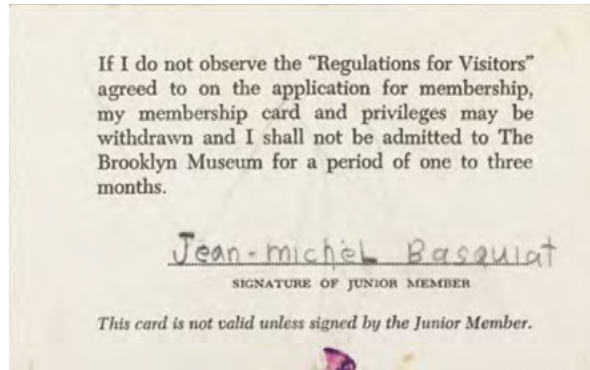 If I do not observe the “Regulations for Visitors”
agreed to on the application for membership,
my membership card and privileges may be
withdrawn and I shall not be admitted to The
Brooklyn Museum for a period of one to three
months.
Jean-michel Basquiat
SIGNATURE OF JUNIOR MEMBER
This card is not valid unless signed by the Junior Member.